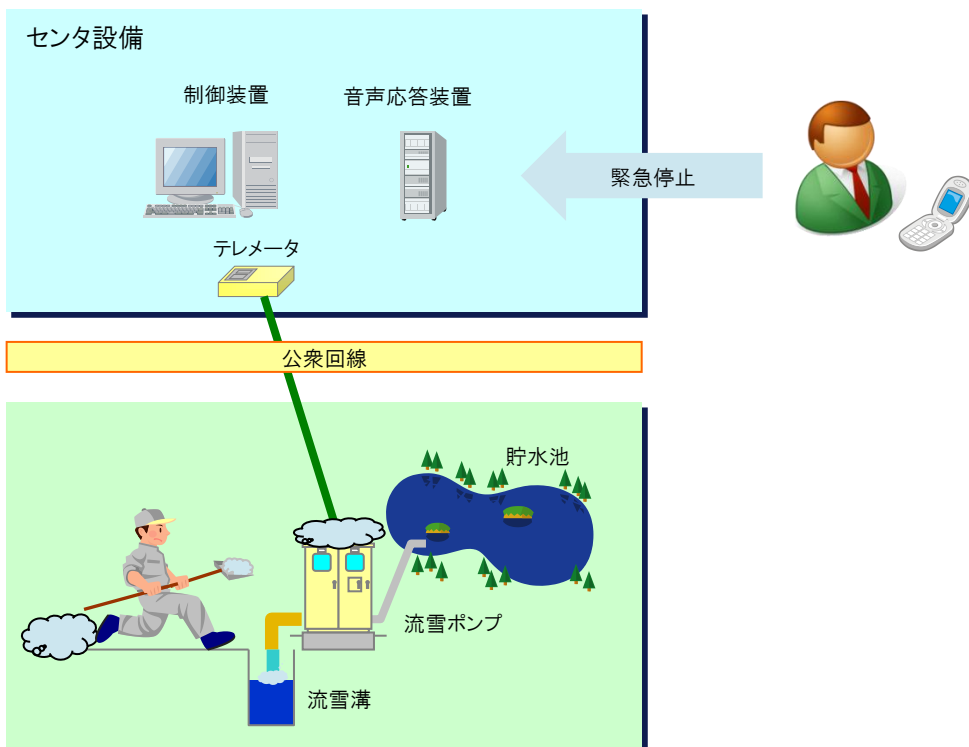 センタ設備
制御装置
音声応答装置
緊急停止
テレメータ
公衆回線
貯水池
流雪ポンプ
流雪溝